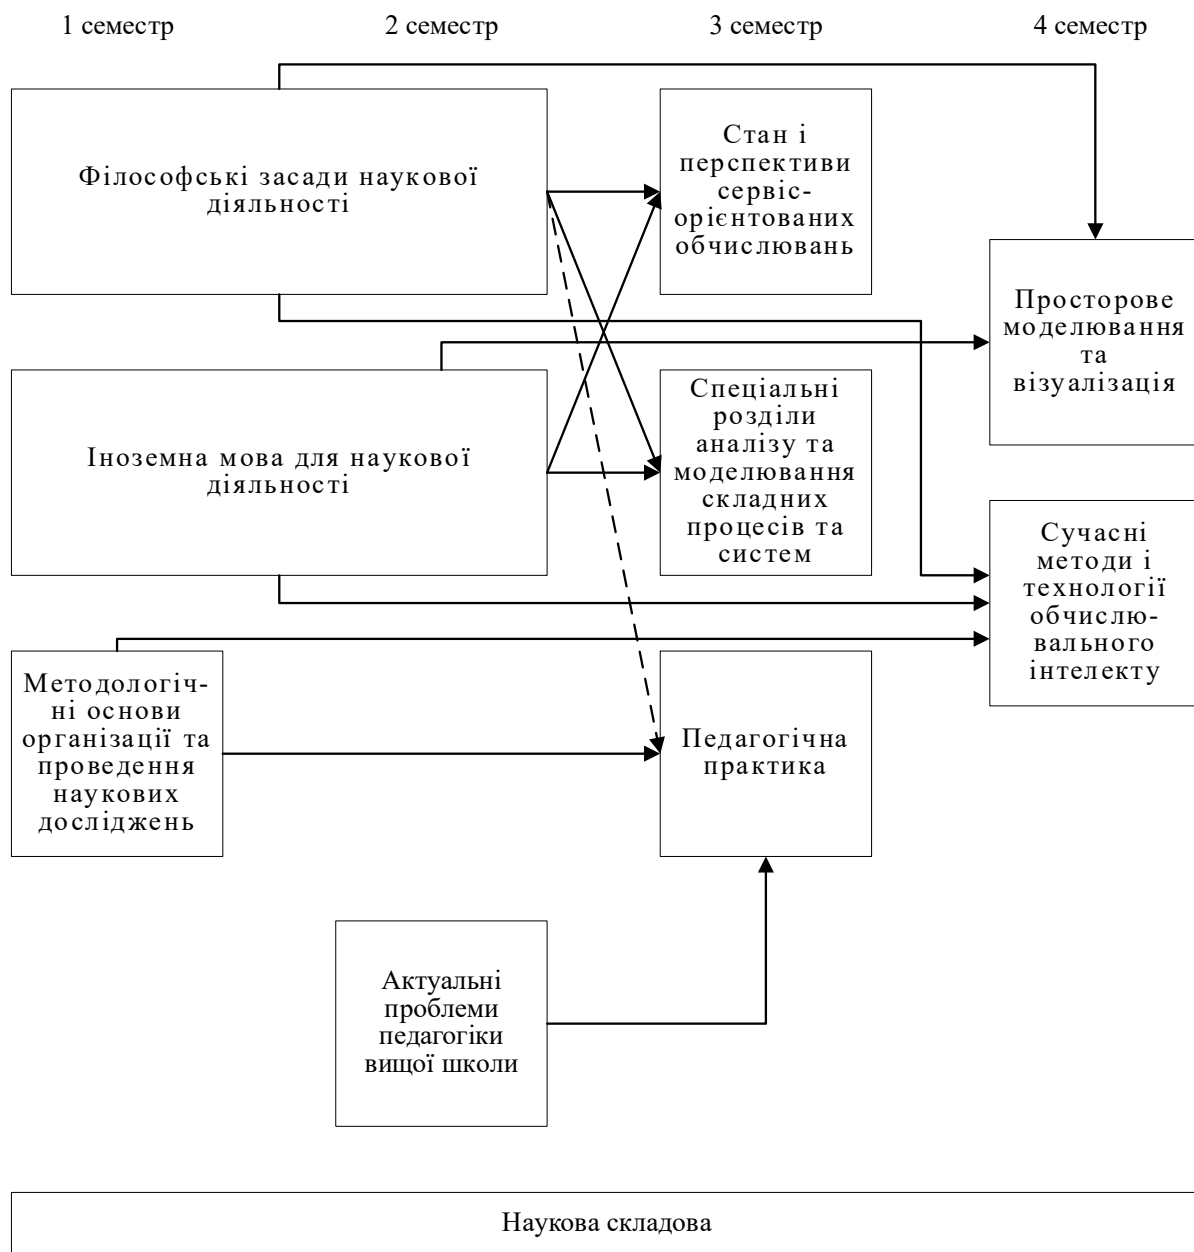 1 семестр
2 семестр
3 семестр
4 семестр
Філософські засади наукової
діяльності
Стан і
перспективи
сервіс-
орієнтованих
обчислювань
Просторове
моделювання
та
візуалізація
Іноземна мова для наукової
діяльності
Спеціальні
розділи
аналізу та
моделювання
складних
процесів та
систем
Сучасні
методи і
технології
обчислю-
вального
інтелекту
Методологіч-
ні основи
організації та
проведення
наукових
досліджень
Педагогічна
практика
Актуальні
проблеми
педагогіки
вищої школи
Наукова складова